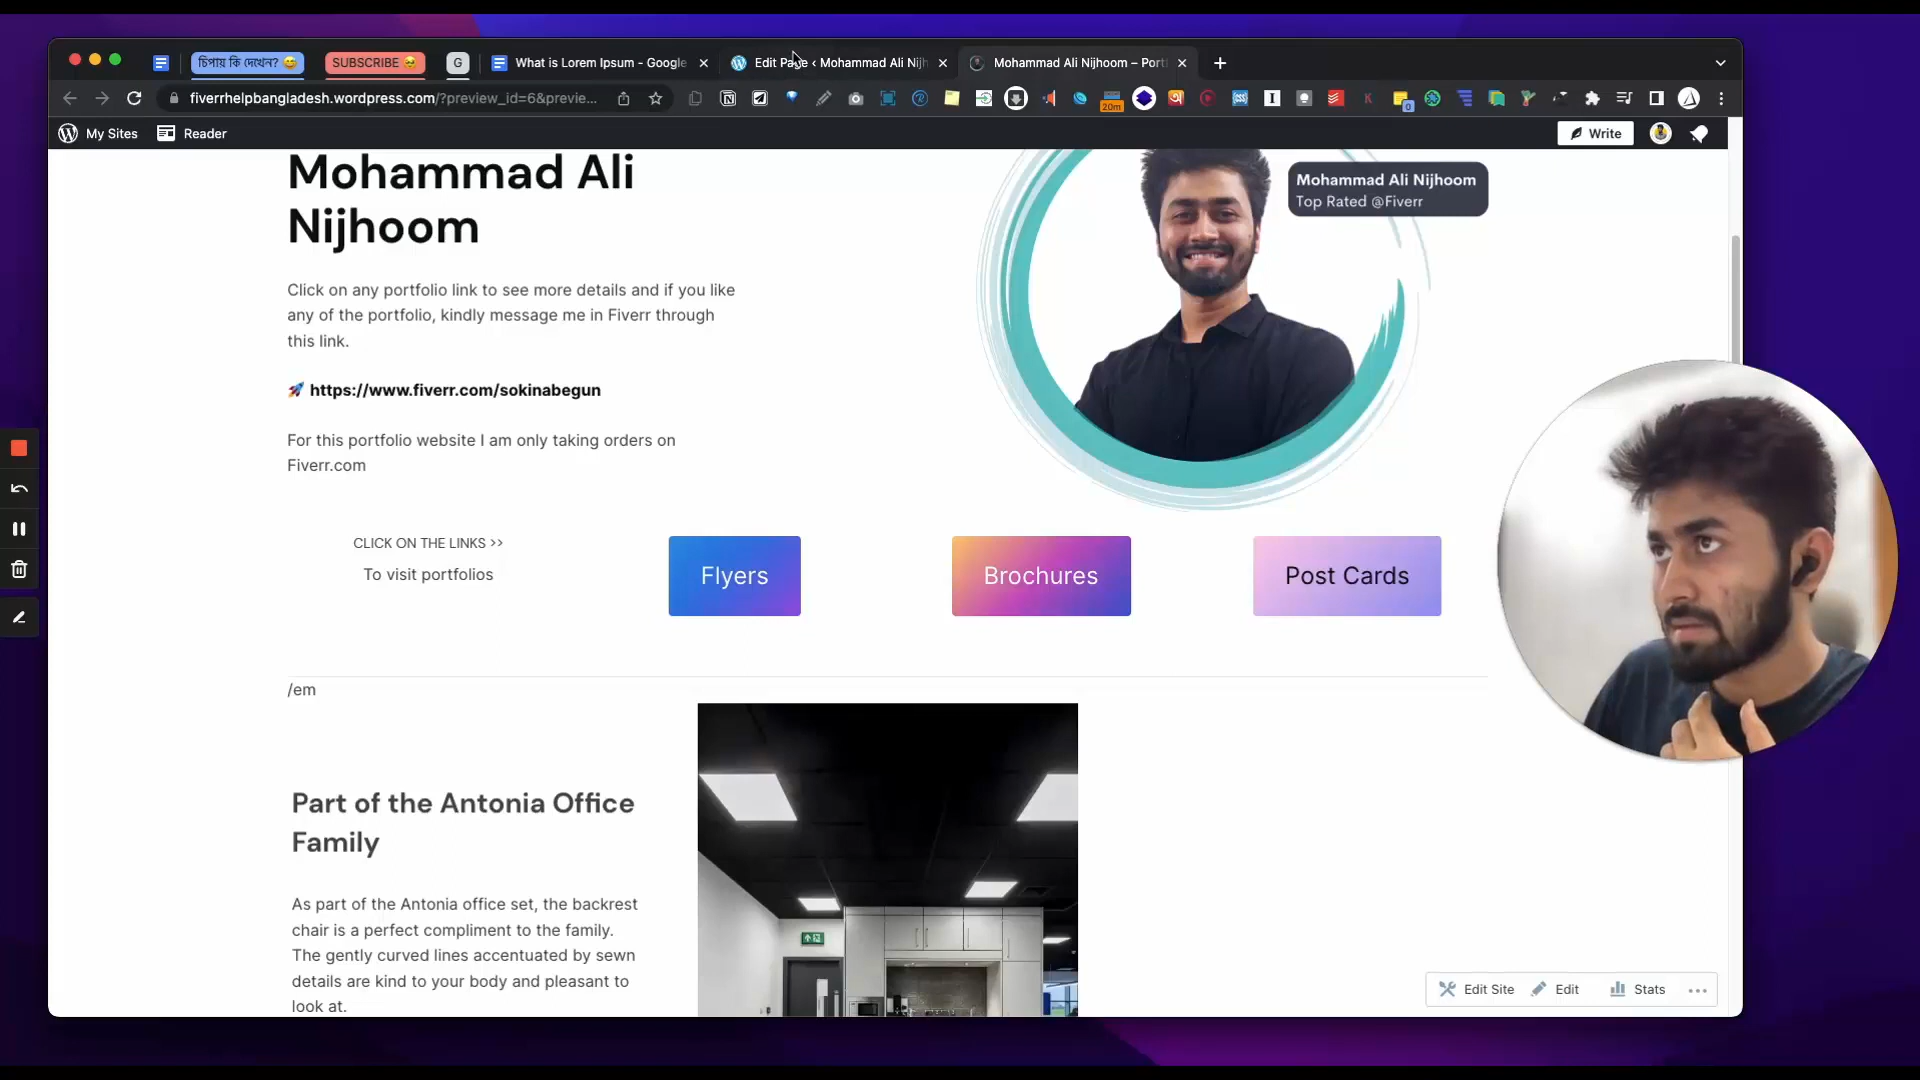 চিপায় কি দেখেন? 😅
SUBSCRIBE 😹
G
What is Lorem Ipsum - Google
Edit Page ‹ Mohammad Ali Nijh
Mohammad Ali Nijhoom – Port
fiverrhelpbangladesh.wordpress.com/?preview_id=6&previe...
20m
0
My Sites
Reader
Write
Mohammad Ali
Nijhoom
Mohammad Ali Nijhoom
Top Rated @Fiverr
Click on any portfolio link to see more details and if you like
any of the portfolio, kindly message me in Fiverr through
this link.
🚀 https://www.fiverr.com/sokinabegun
For this portfolio website I am only taking orders on
Fiverr.com
CLICK ON THE LINKS >>
To visit portfolios
Flyers
Brochures
Post Cards
/em
Part of the Antonia Office
Family
As part of the Antonia office set, the backrest
chair is a perfect compliment to the family.
The gently curved lines accentuated by sewn
details are kind to your body and pleasant to
look at.
Edit Site
Edit
Stats
...